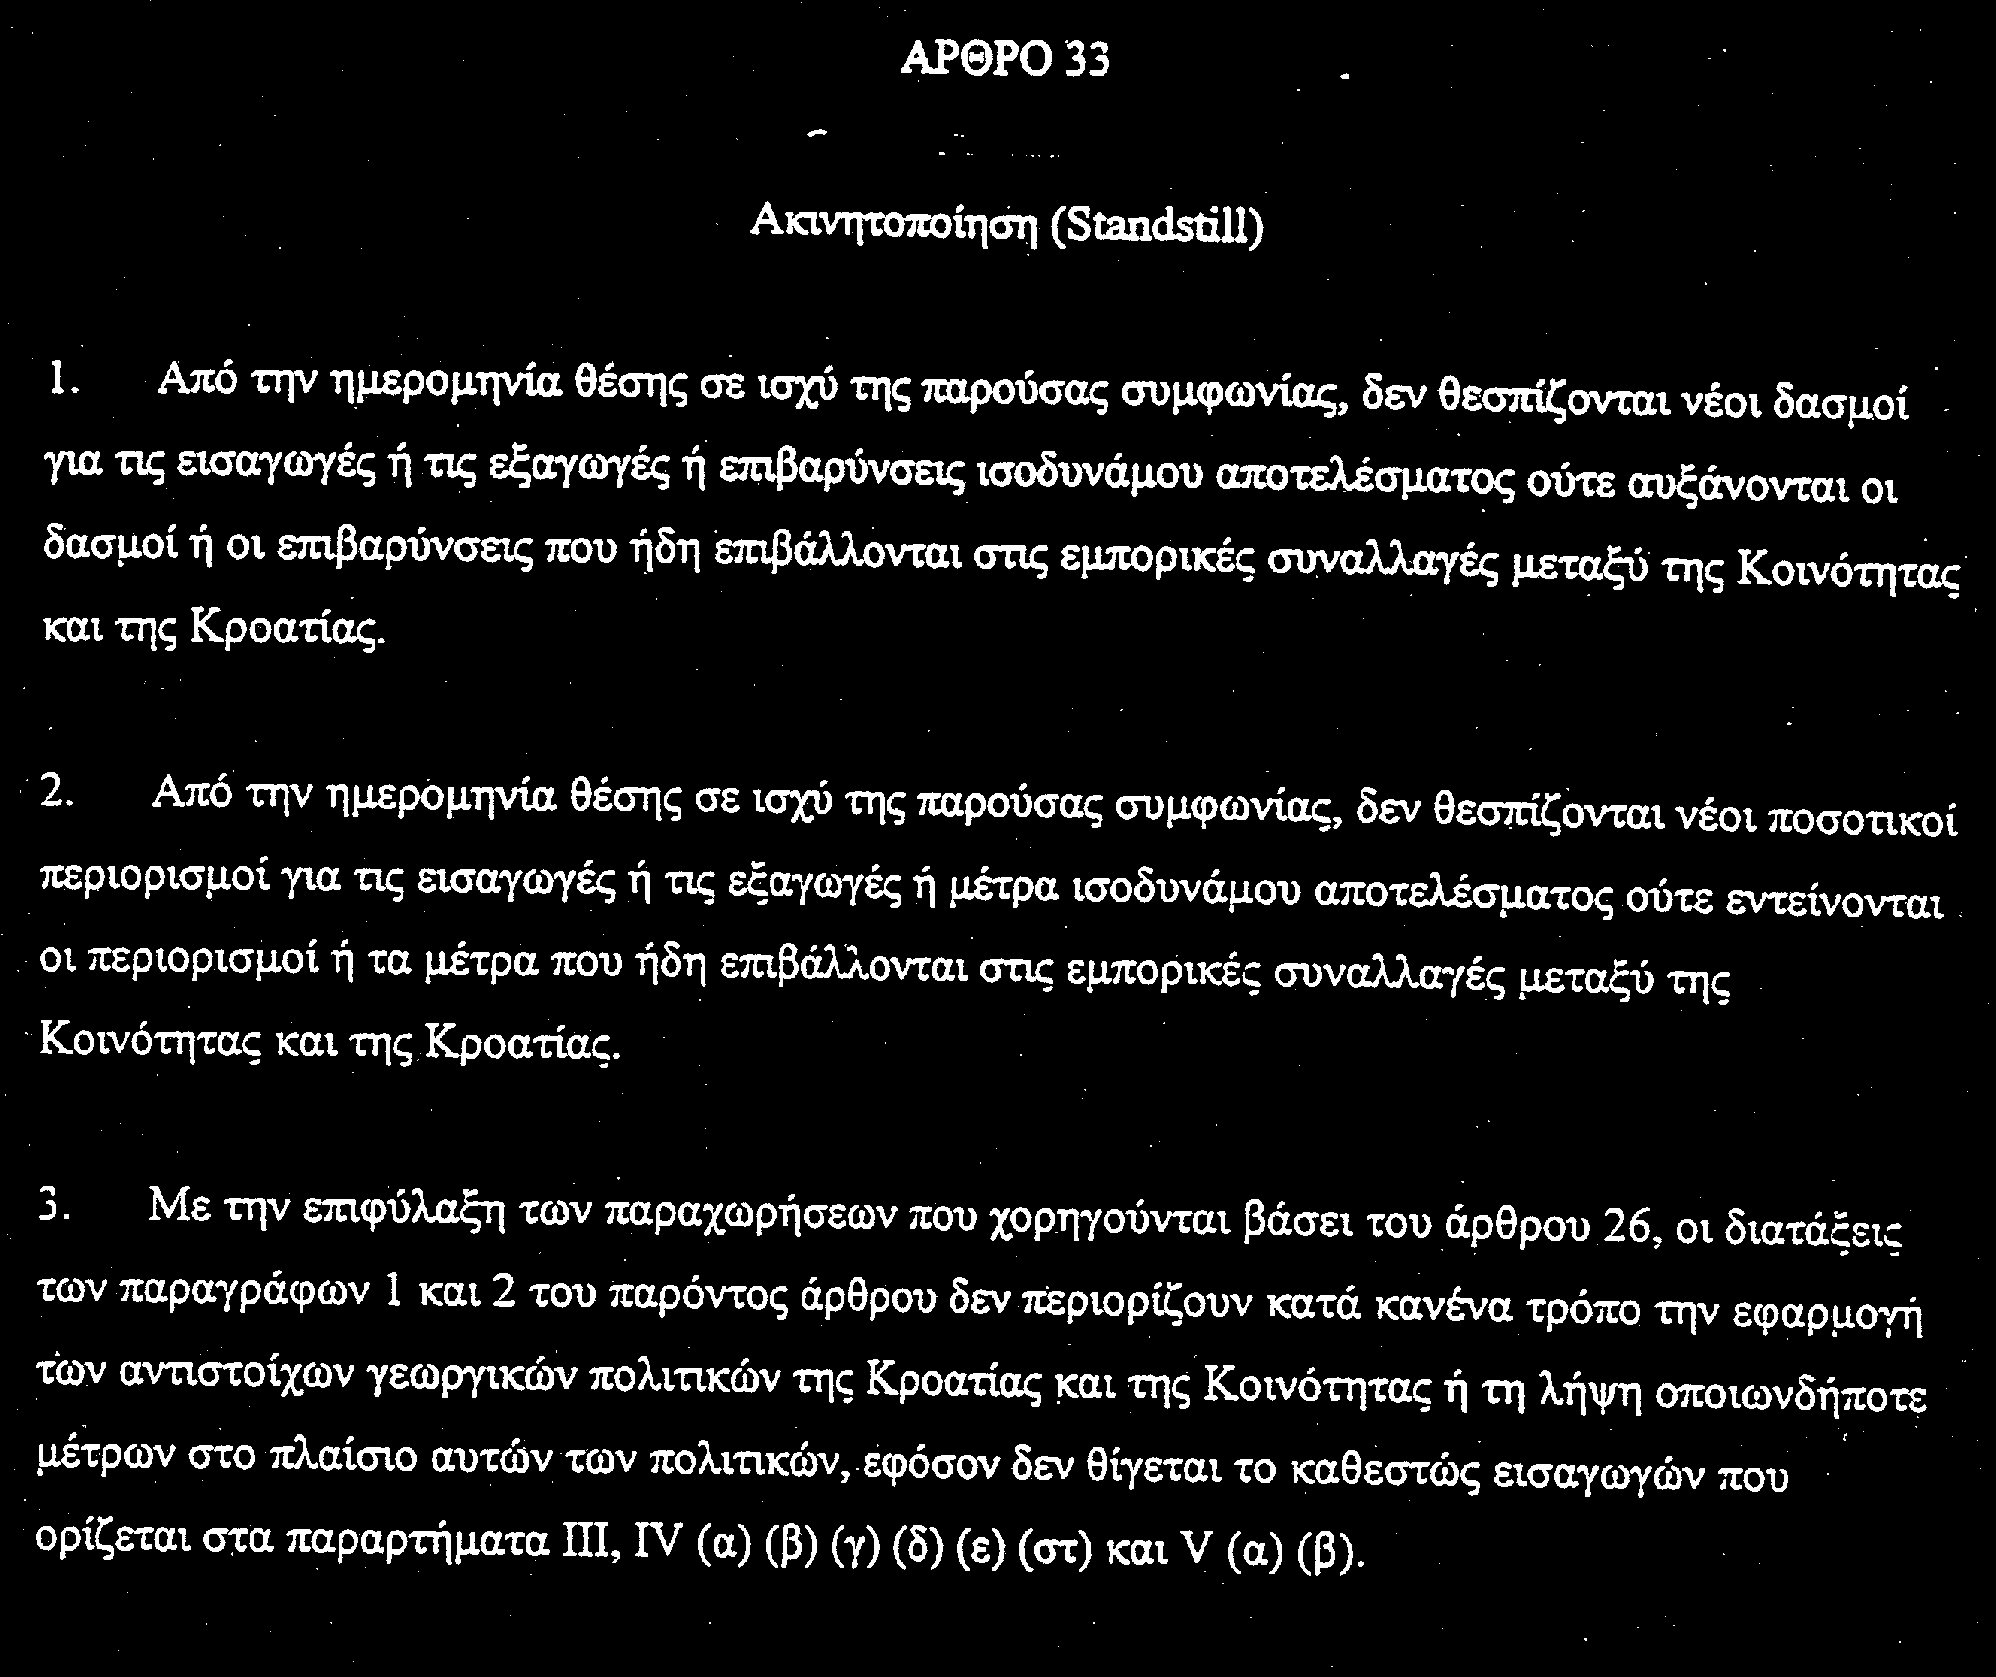 ΑΡΘΡΟ 33
Ακινητοποίηση (Standstill)
1. Από την ημερομηνία θέσης σε ισχύ της παρούσας συμφωνίας, δεν θεσπίζονται νέοι δασμοί
για τις εισαγωγές ή τις εξαγωγές ή επιβαρύνσεις ισοδυνάμου αποτελέσματος ούτε αυξάνονται οι
δασμοί ή οι επιβαρύνσεις που ήδη επιβάλλονται στις εμπορικές συναλλαγές μεταξύ της Κοινότητας
και της Κροατίας.
2. Από την ημερομηνία θέσης σε ισχύ της παρούσας συμφωνίας, δεν θεσπίζονται νέοι ποσοτικοί
περιορισμοί για τις εισαγωγές ή τις εξαγωγές ή μέτρα ισοδυνάμου αποτελέσματος ούτε εντείνονται
οι περιορισμοί ή τα μέτρα που ήδη επιβάλλονται στις εμπορικές συναλλαγές μεταξύ της
Κοινότητας και της Κροατίας.
3. Με την επιφύλαξη των παραχωρήσεων που χορηγούνται βάσει του άρθρου 26, οι διατάξεις
των παραγράφων 1 και 2 του παρόντος άρθρου δεν περιορίζουν κατά κανένα τρόπο την εφαρμογή
των αντιστοίχων γεωργικών πολιτικών της Κροατίας και της Κοινότητας ή τη λήψη οποιωνδήποτε
μέτρων στο πλαίσιο αυτών των πολιτικών, εφόσον δεν θίγεται το καθεστώς εισαγωγών που
ορίζεται στα παραρτήματα III, IV (α) (β) (γ) (δ) (ε) (στ) και V (α) (β).